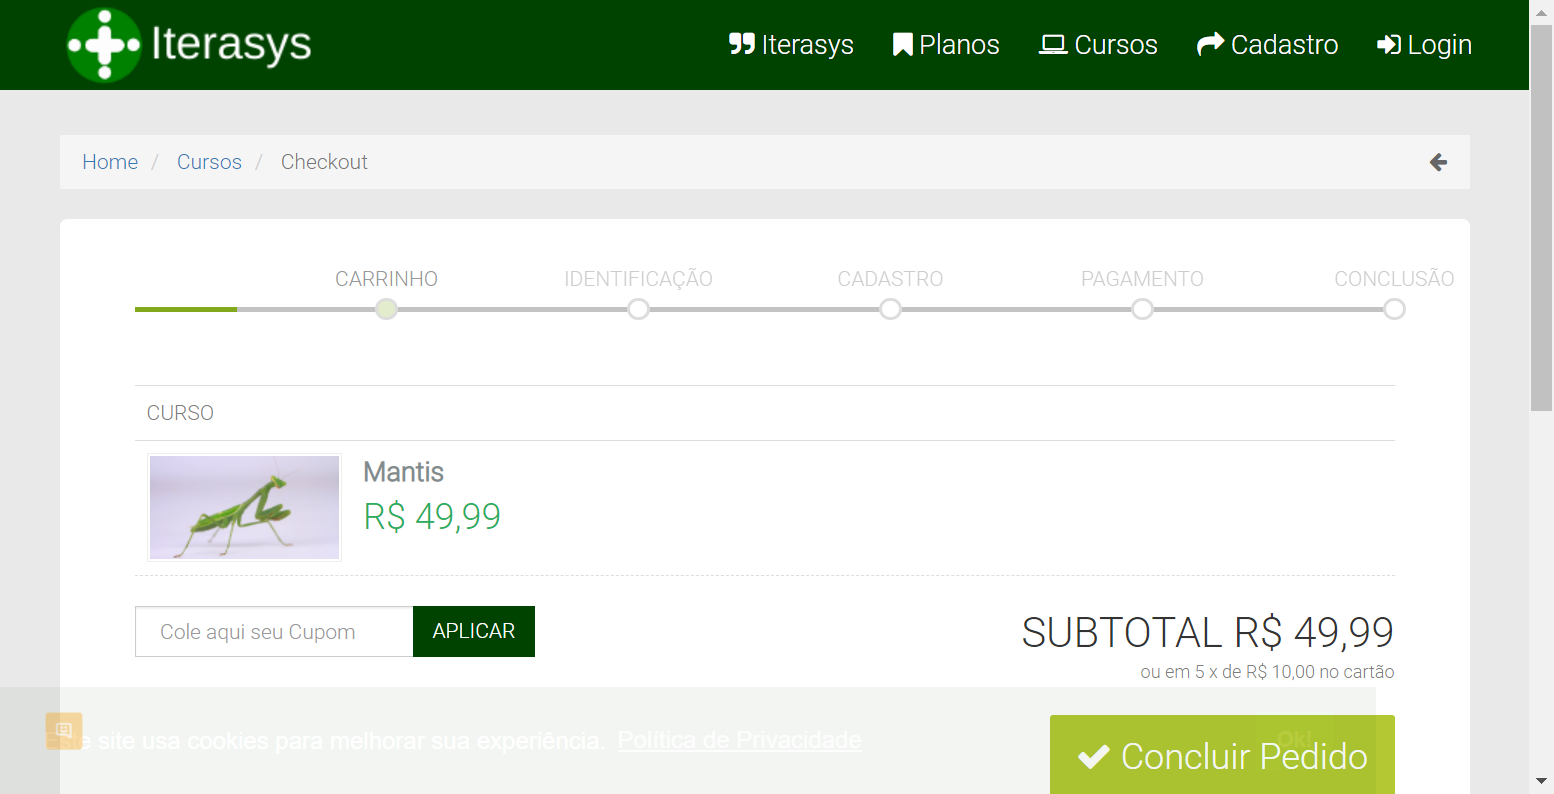 Iterasys
Iterasys Planos Cursos Cadastro Login
Home / Cursos / Checkout
CARRINHO IDENTIFICAÇÃO CADASTRO PAGAMENTO CONCLUSÃO
CURSO
Mantis
R$ 49,99
Cole aqui seu Cupom APLICAR
SUBTOTAL R$ 49,99
ou em 5 x de R$ 10,00 no cartão
Este site usa cookies para melhorar sua experiência. Política de Privacidade Ok!
Concluir Pedido